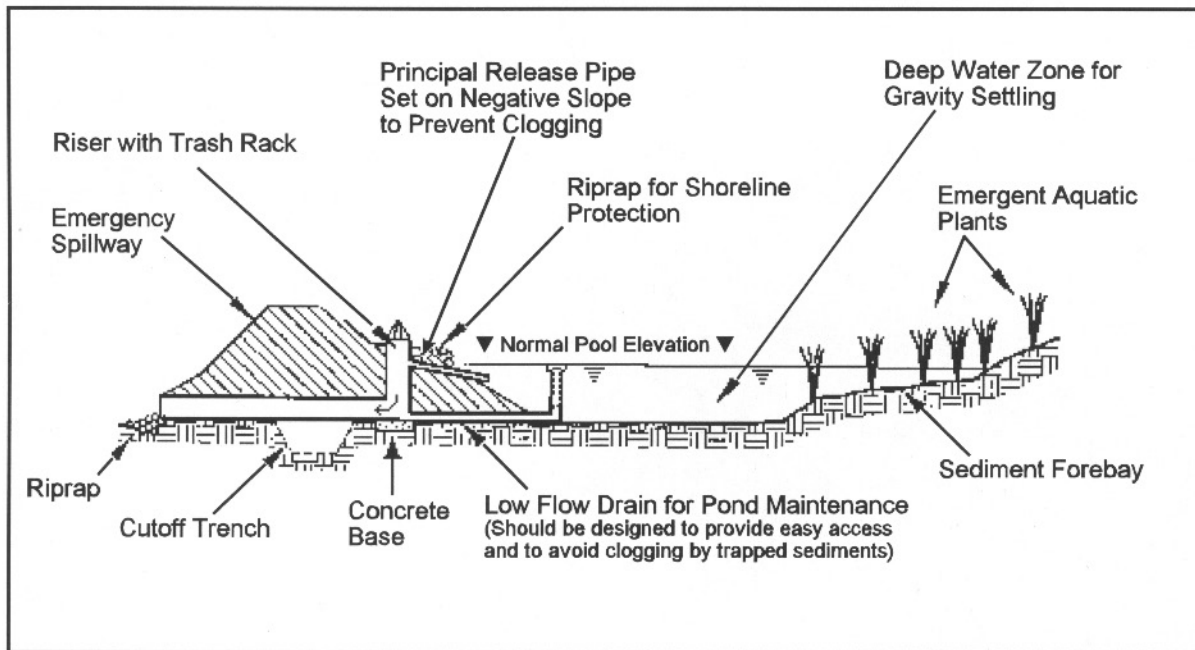 Principal Release Pipe
Set on Negative Slope
to Prevent Clogging
Deep Water Zone for
Gravity Settling
Riser with Trash Rack
Riprap for Shoreline
Protection
Emergent Aquatic
Plants
Emergency
Spillway
▼ Normal Pool Elevation ▼
Riprap
Cutoff Trench
Concrete
Base
Low Flow Drain for Pond Maintenance
(Should be designed to provide easy access
and to avoid clogging by trapped sediments)
Sediment Forebay